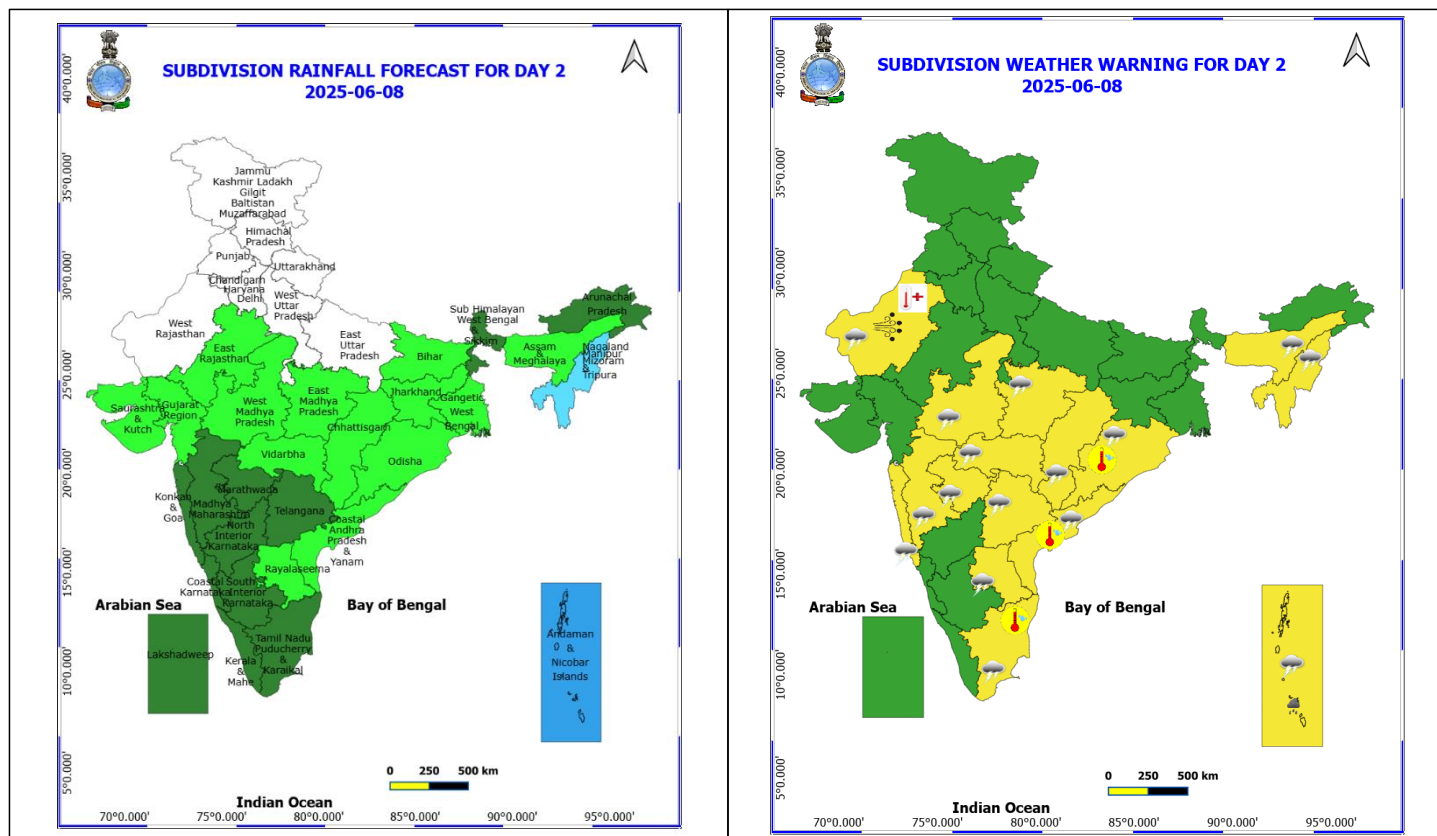 SUBDIVISION RAINFALL FORECAST FOR DAY 2
2025-06-08
40°0.000'
35°0.000'
30°0.000'
25°0.000'
20°0.000'
15°0.000'
10°0.000'
5°0.000'
Jammu
Kashmir Ladakh
Gilgit
Baltistan
Muzaffarabad
Himachal
Pradesh
Punjab
Uttarakhand
Chandigarh
Haryana
Delhi
West
Uttar
Pradesh
West
Rajasthan
East
Uttar
Pradesh
East
Rajasthan
Bihar
Sub Himalayan
West Bengal
&
Sikkim
Arunachal
Pradesh
Assam
&
Meghalaya
Nagaland
Manipur
Mizoram
&
Tripura
Saurashtra
&
Kutch
Gujarat
Region
West
Madhya
Pradesh
East
Madhya
Pradesh
Jharkhand
Gangetic
West
Bengal
Chhattisgarh
Vidarbha
Odisha
Konkan
&
Goa
Marathwada
Madhya
Maharashtra
Telangana
North
Interior
Karnataka
Coastal
Andhra
Pradesh
&
Yanam
Rayalaseema
Coastal
Karnataka
South
Interior
Karnataka
Arabian Sea
Bay of Bengal
Lakshadweep
Kerala
&
Mahe
Tamil Nadu
Puducherry
&
Karaikal
Andaman
&
Nicobar
Islands
0 250 500 km
Indian Ocean
70°0.000' 75°0.000' 80°0.000' 85°0.000' 90°0.000' 95°0.000'
SUBDIVISION WEATHER WARNING FOR DAY 2
2025-06-08
40°0.000'
35°0.000'
30°0.000'
25°0.000'
20°0.000'
15°0.000'
10°0.000'
5°0.000'
Arabian Sea
Bay of Bengal
0 250 500 km
Indian Ocean
70°0.000' 75°0.000' 80°0.000' 85°0.000' 90°0.000' 95°0.000'